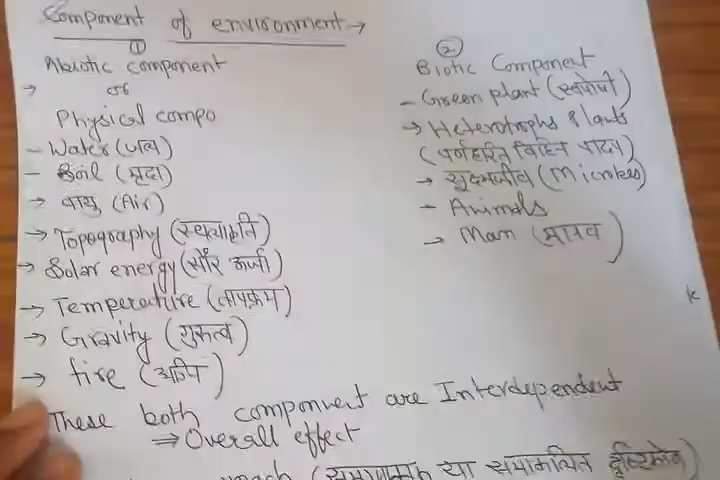 Component of environment →
①
Abiotic component
→ or
Physical compo
- Water (जल)
- Soil (मृदा)
→ वायु (Air)
→ Topography (स्थलाकृति)
→ Solar energy (सौर ऊर्जा)
→ Temperature (तापक्रम)
→ Gravity (गुरुत्व)
→ fire (अग्नि)
②
Biotic Component
- Green plant (स्वपोषी)
→ Heterotrophs Plants
(पर्णहरित विहिन पादप)
→ सुक्ष्मजीव (Microbes)
- Animals
→ Man (मानव)
k
These both component are Interdependent
⇒ Overall effect
(समाकलित दृष्टिकोण)